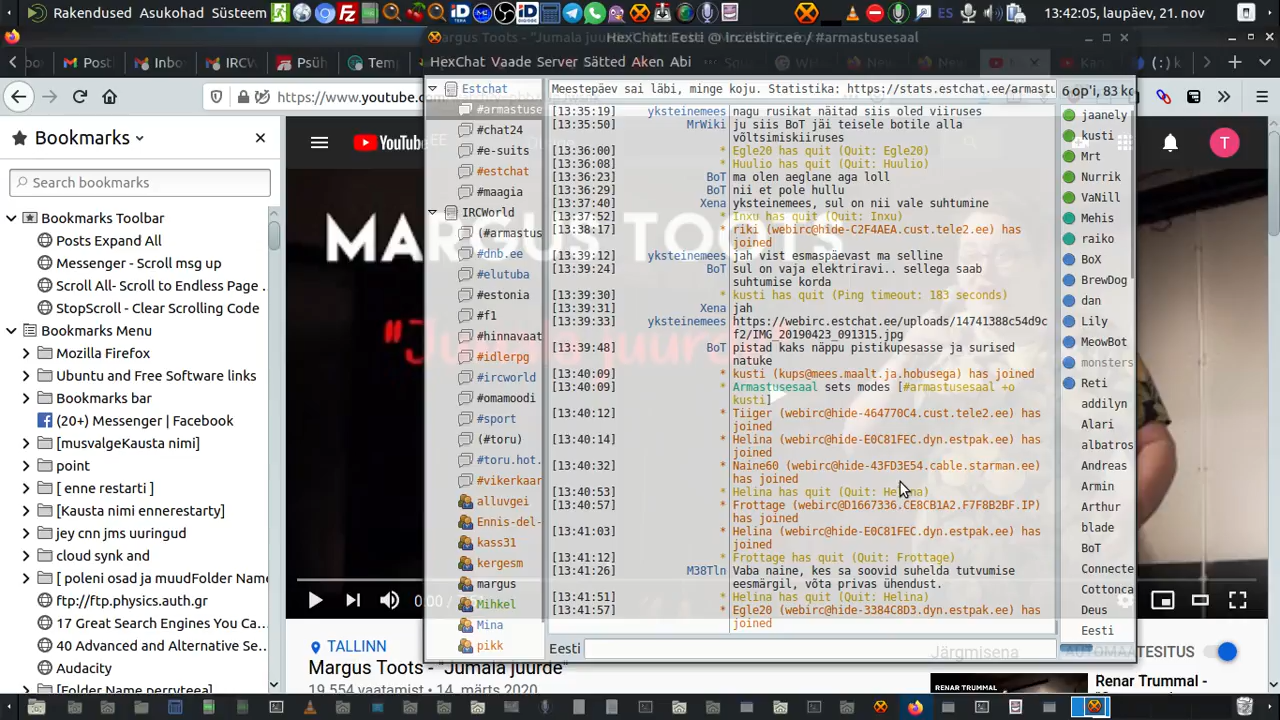 Rakendused Asukohad Süsteem
ES
13:42:05, laupäev, 21. nov
HexChat: Eesti @ irc.estirc.ee / #armastusesaal
HexChat Vaade Server Sätted Aken Abi
https://www.youtube.com
Bookmarks
Search bookmarks
Bookmarks Toolbar
Posts Expand All
Messenger - Scroll msg up
Scroll All- Scroll to Endless Page ..
StopScroll - Clear Scrolling Code
Bookmarks Menu
Mozilla Firefox
Ubuntu and Free Software links
Bookmarks bar
(20+) Messenger | Facebook
[musvalgeKausta nimi]
point
[ enne restarti ]
[Kausta nimi ennerestarty]
jey cnn jms uuringud
cloud synk and
[ poleni osad ja muudFolder Name
ftp://ftp.physics.auth.gr
17 Great Search Engines You Ca...
40 Advanced and Alternative Se...
Audacity
[Folder Name perryteea]
YouTube
MARGUS TOOTS
Estchat
#armastuse
#chat24
#e-suits
#estchat
#maagia
IRCWorld
(#armastus
#dnb.ee
#elutuba
#estonia
#f1
#hinnavaat
#idlerpg
#ircworld
#omamoodi
#sport
(#toru)
#toru.hot.
#vikerkaar
alluvgei
Ennis-del-
kass31
kergesm
margus
Mihkel
Mina
pikk
Meestepäev sai läbi, minge koju. Statistika: https://stats.estchat.ee/armastu
[13:35:19] yksteinemees nagu rusikat näitad siis oled viiruses
[13:35:50] MrWiki ju siis BoT jäi teisele botile alla
võltsimiskiiruses
[13:36:00] * Egle20 has quit (Quit: Egle20)
[13:36:08] * Huulio has quit (Quit: Huulio)
[13:36:23] BoT ma olen aeglane aga loll
[13:36:29] BoT nii et pole hullu
[13:37:40] Xena yksteinemees, sul on nii vale suhtumine
[13:37:52] * Inxu has quit (Quit: Inxu)
[13:38:17] * riki (webirc@hide-C2F4AEA.cust.tele2.ee) has
joined
[13:39:12] yksteinemees jah vist esmaspäevast ma selline
[13:39:24] BoT sul on vaja elektriravi.. sellega saab
suhtumise korda
[13:39:30] * kusti has quit (Ping timeout: 183 seconds)
[13:39:31] Xena jah
[13:39:33] yksteinemees https://webirc.estchat.ee/uploads/14741388c54d9c
f2/IMG_20190423_091315.jpg
[13:39:48] BoT pistad kaks näppu pistikupesasse ja surised
natuke
[13:40:09] * kusti (kups@mees.maalt.ja.hobusega) has joined
[13:40:09] * Armastusesaal sets modes [#armastusesaal +o
kusti]
[13:40:12] * Tiiger (webirc@hide-464770C4.cust.tele2.ee) has
joined
[13:40:14] * Helina (webirc@hide-E0C81FEC.dyn.estpak.ee) has
joined
[13:40:32] * Naine60 (webirc@hide-43FD3E54.cable.starman.ee)
has joined
[13:40:53] * Helina has quit (Quit: Helina)
[13:40:57] * Frottage (webirc@D1667336.CE8CB1A2.F7F8B2BF.IP)
has joined
[13:41:03] * Helina (webirc@hide-E0C81FEC.dyn.estpak.ee) has
joined
[13:41:12] * Frottage has quit (Quit: Frottage)
[13:41:26] M38Tln Vaba naine, kes sa soovid suhelda tutvumise
eesmärgil, võta privas ühendust.
[13:41:51] * Helina has quit (Quit: Helina)
[13:41:57] * Egle20 (webirc@hide-3384C8D3.dyn.estpak.ee) has
joined
Eesti
6 op'i, 83 k
jaanely
kusti
Mrt
Nurrik
VaNill
Mehis
raiko
BoX
BrewDog
dan
Lily
MeowBot
monsters
Reti
addilyn
Alari
albatros
Andreas
Armin
Arthur
blade
BoT
Connecte
Cottonca
Deus
Eesti
T
TALLINN
Margus Toots - "Jumala juurde"
19 554 vaatamist • 14. märts 2020
Järgmisena
AUTOMAATESITUS
RENAR TRUMMAL
Renar Trummal -